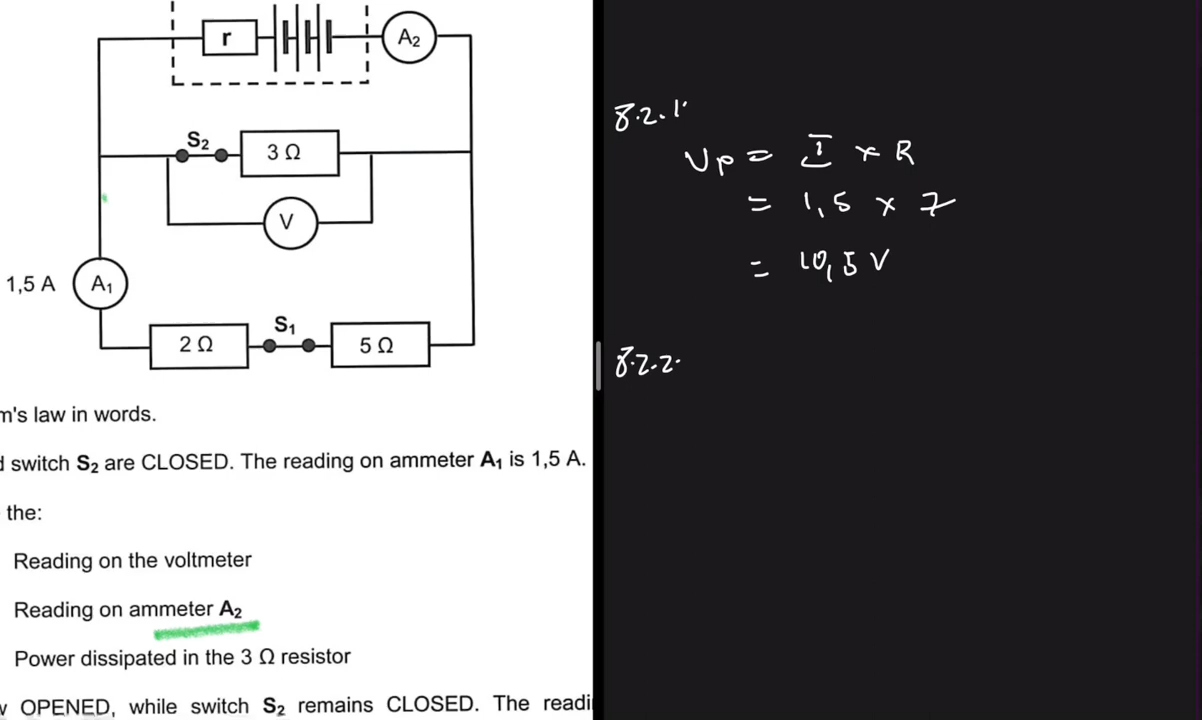 r
A₂
S₂
3 Ω
V
1,5 A
A₁
S₁
2 Ω
5 Ω
m's law in words.
d switch S₂ are CLOSED. The reading on ammeter A₁ is 1,5 A.
the:
Reading on the voltmeter
Reading on ammeter A₂
Power dissipated in the 3 Ω resistor
w OPENED, while switch S₂ remains CLOSED. The readi
8.2.1.
Vp = I × R
= 1,5 × 7
= 10,5 V
8.2.2.